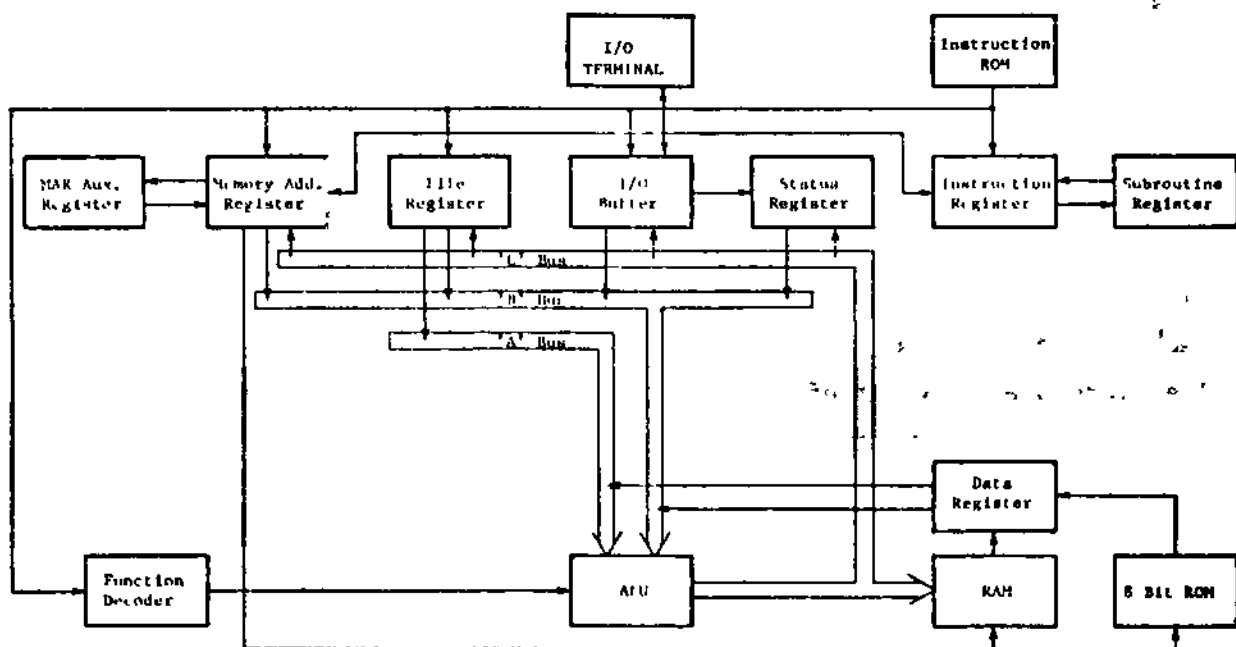 I/O
TERMINAL
Instruction
ROM
MAR Aux.
Register
Memory Add.
Register
File
Register
I/O
Buffer
Status
Register
Instruction
Register
Subroutine
Register
'C' Bus
'B' Bus
'A' Bus
Data
Register
Function
Decoder
ALU
RAM
8 Bit ROM